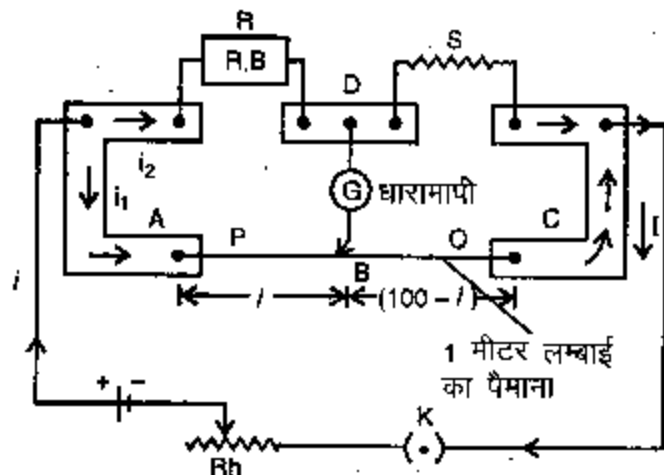 R
R,B
S
D
i₂
i₁
G धारामापी
A
P
Q
C
I
i
B
l
(100 – l)
1 मीटर लम्बाई
का पैमाना
+ –
K
Rh